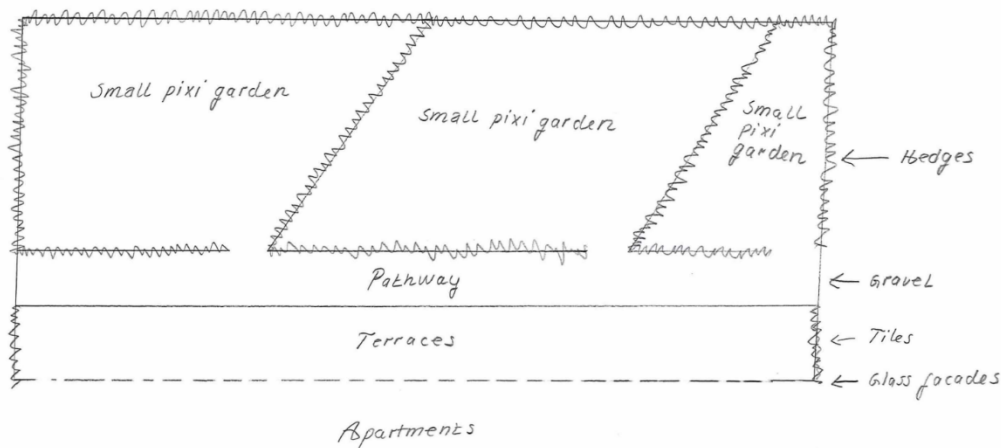 Small pixi garden
Small pixi garden
Small
pixi
garden
Hedges
Pathway
Gravel
Terraces
Tiles
Glass facades
Apartments